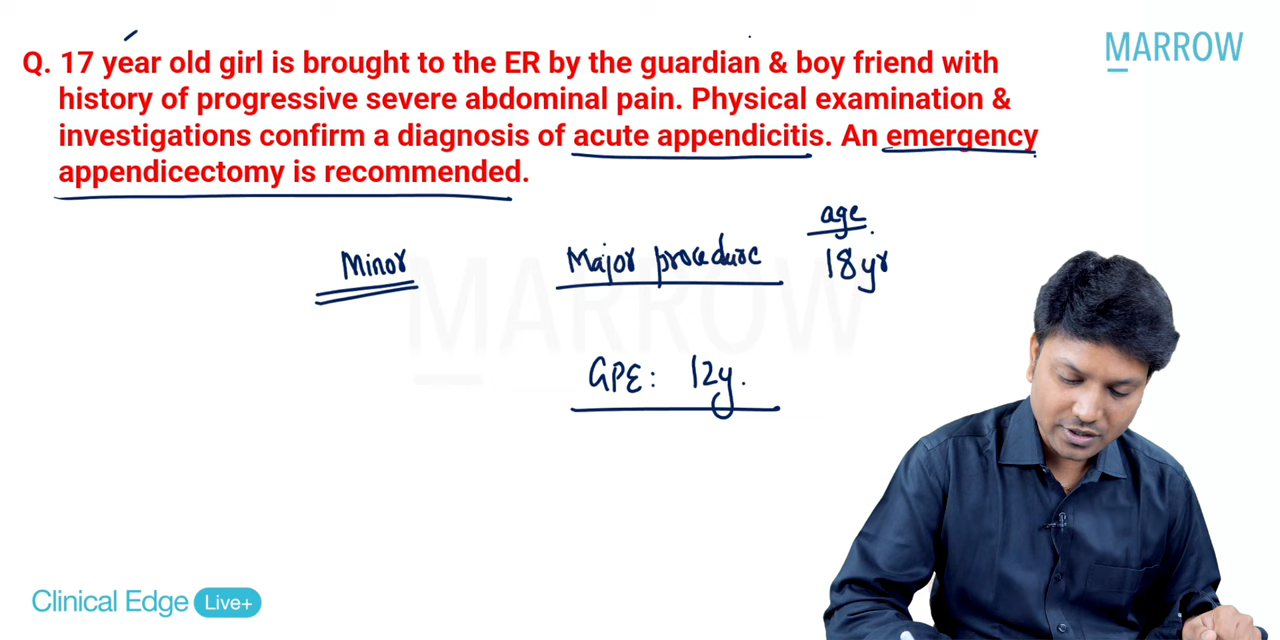 MARROW
Q. 17 year old girl is brought to the ER by the guardian & boy friend with
history of progressive severe abdominal pain. Physical examination &
investigations confirm a diagnosis of acute appendicitis. An emergency
appendicectomy is recommended.
age
Minor Major procedure 18yr
MARROW
GPE: 12y.
Clinical Edge Live+